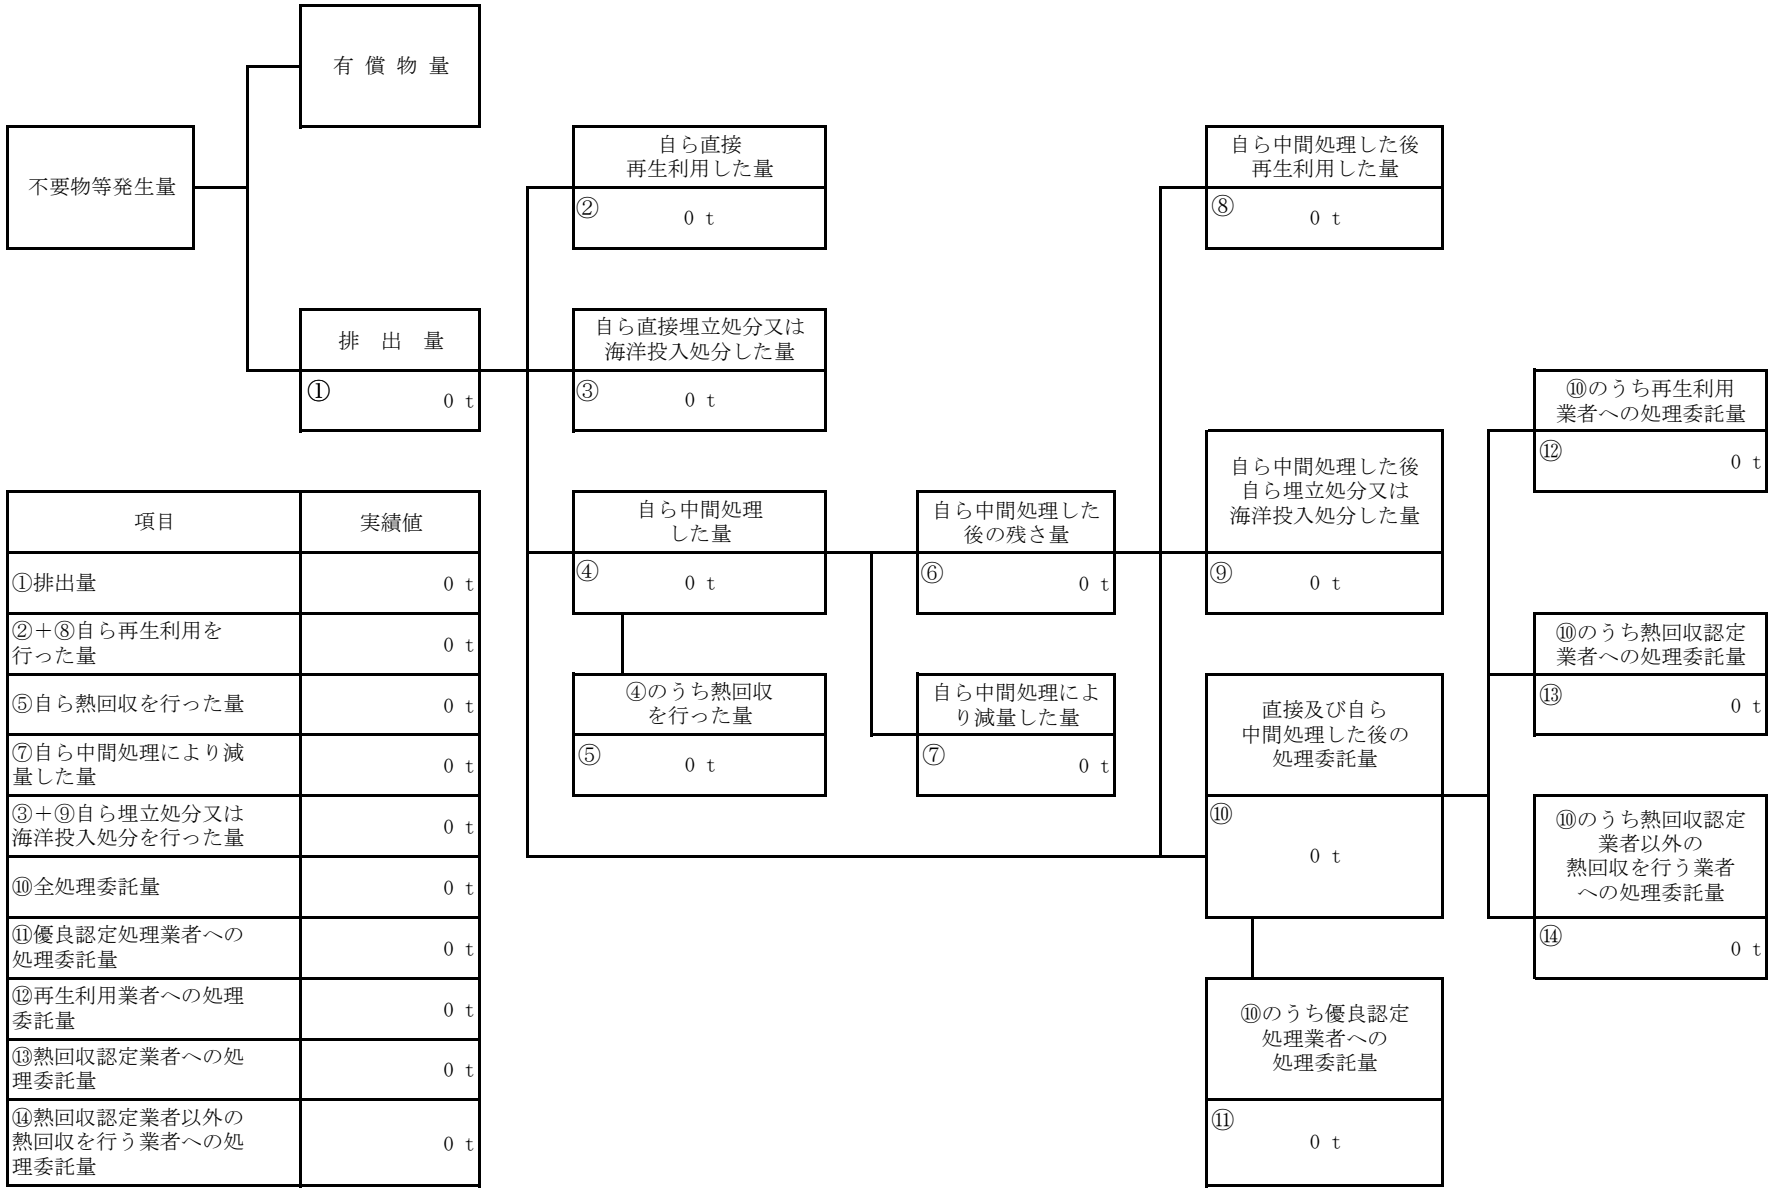 有 償 物 量
不要物等発生量
自ら直接
再生利用した量
②
0 t
自ら中間処理した後
再生利用した量
⑧
0 t
排 出 量
①
0 t
自ら直接埋立処分又は
海洋投入処分した量
③
0 t
⑩のうち再生利用
業者への処理委託量
⑫
0 t
自ら中間処理した後
自ら埋立処分又は
海洋投入処分した量
⑨
0 t
自ら中間処理
した量
④
0 t
自ら中間処理した
後の残さ量
⑥
0 t
④のうち熱回収
を行った量
⑤
0 t
自ら中間処理によ
り減量した量
⑦
0 t
直接及び自ら
中間処理した後の
処理委託量
⑩
0 t
⑩のうち熱回収認定
業者への処理委託量
⑬
0 t
⑩のうち熱回収認定
業者以外の
熱回収を行う業者
への処理委託量
⑭
0 t
⑩のうち優良認定
処理業者への
処理委託量
⑪
0 t
項目 実績値
①排出量 0 t
②＋⑧自ら再生利用を
行った量 0 t
⑤自ら熱回収を行った量 0 t
⑦自ら中間処理により減
量した量 0 t
③＋⑨自ら埋立処分又は
海洋投入処分を行った量 0 t
⑩全処理委託量 0 t
⑪優良認定処理業者への
処理委託量 0 t
⑫再生利用業者への処理
委託量 0 t
⑬熱回収認定業者への処
理委託量 0 t
⑭熱回収認定業者以外の
熱回収を行う業者への処
理委託量 0 t